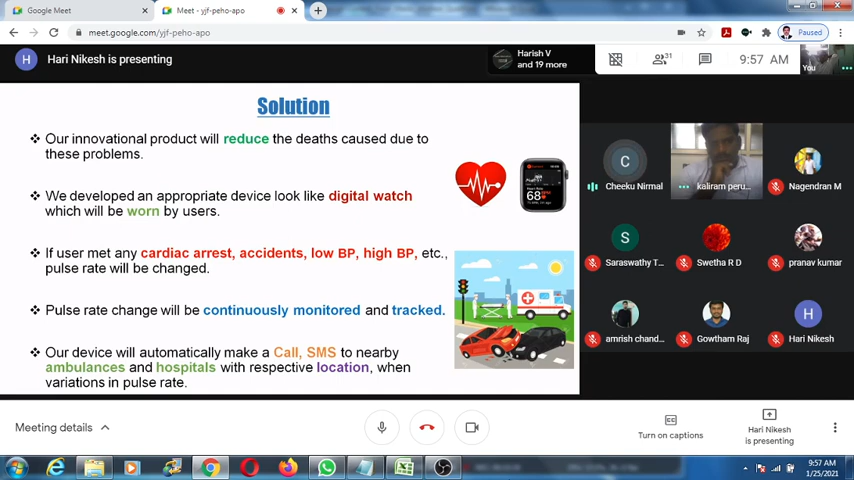 Google Meet
Meet - yjf-peho-apo
meet.google.com/yjf-peho-apo
Paused
H
Hari Nikesh is presenting
Harish V
and 19 more
31
9:57 AM
You
Solution
Our innovational product will reduce the deaths caused due to
these problems.
We developed an appropriate device look like digital watch
which will be worn by users.
68
If user met any cardiac arrest, accidents, low BP, high BP, etc.,
pulse rate will be changed.
Pulse rate change will be continuously monitored and tracked.
Our device will automatically make a Call, SMS to nearby
ambulances and hospitals with respective location, when
variations in pulse rate.
C
Cheeku Nirmal
kaliram peru...
Nagendran M
S
Saraswathy T...
Swetha R D
pranav kumar
amrish chand...
Gowtham Raj
H
Hari Nikesh
Meeting details
Turn on captions
Hari Nikesh
is presenting
9:57 AM
1/25/2021